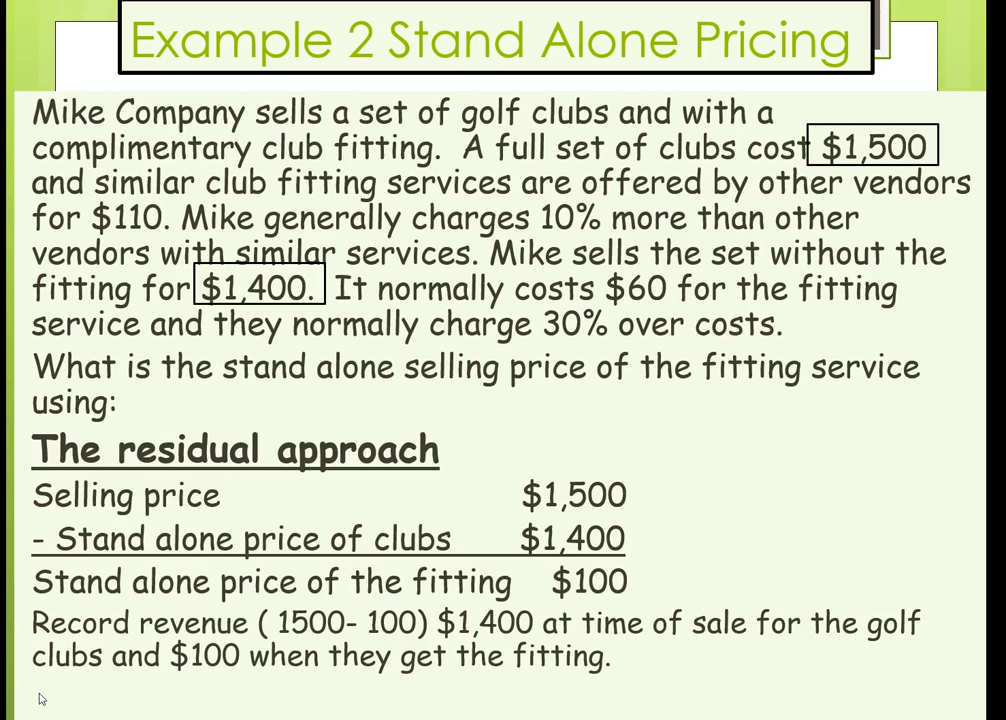 Example 2 Stand Alone Pricing
Mike Company sells a set of golf clubs and with a
complimentary club fitting. A full set of clubs cost $1,500
and similar club fitting services are offered by other vendors
for $110. Mike generally charges 10% more than other
vendors with similar services. Mike sells the set without the
fitting for $1,400. It normally costs $60 for the fitting
service and they normally charge 30% over costs.
What is the stand alone selling price of the fitting service
using:
The residual approach
Selling price $1,500
- Stand alone price of clubs $1,400
Stand alone price of the fitting $100
Record revenue ( 1500- 100) $1,400 at time of sale for the golf
clubs and $100 when they get the fitting.